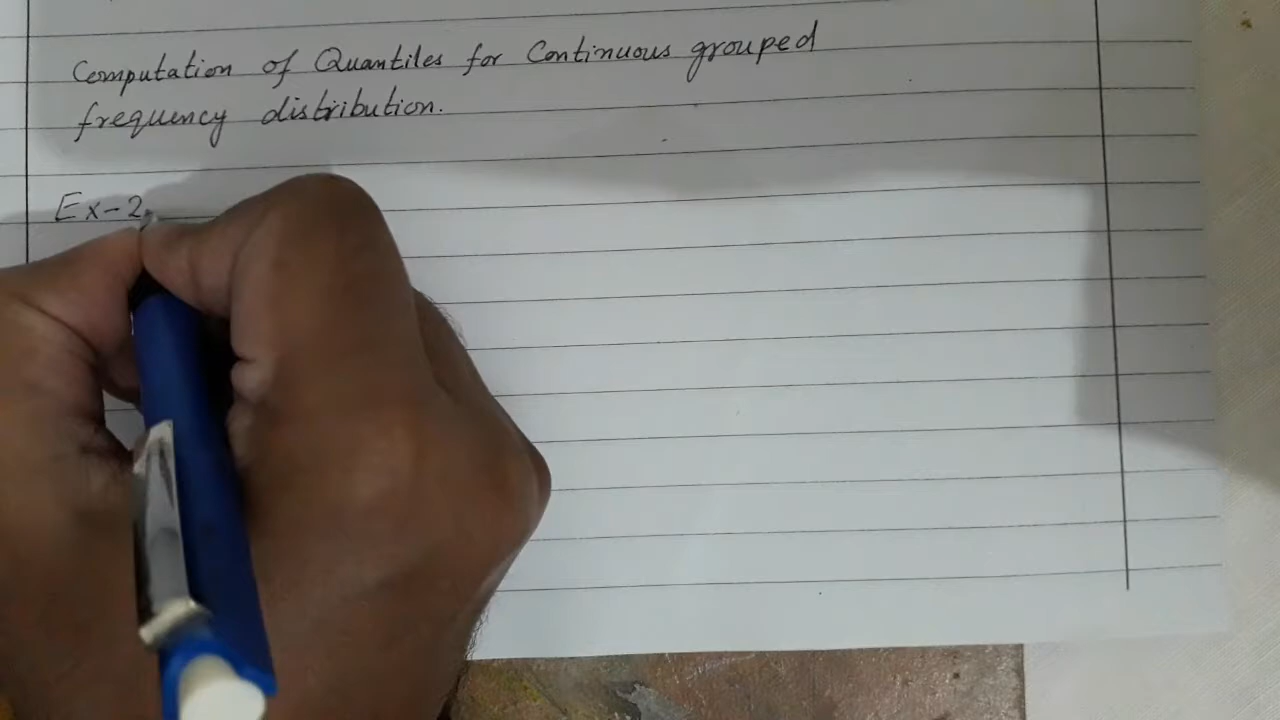 Computation of Quantiles for Continuous grouped
frequency distribution.
Ex-2